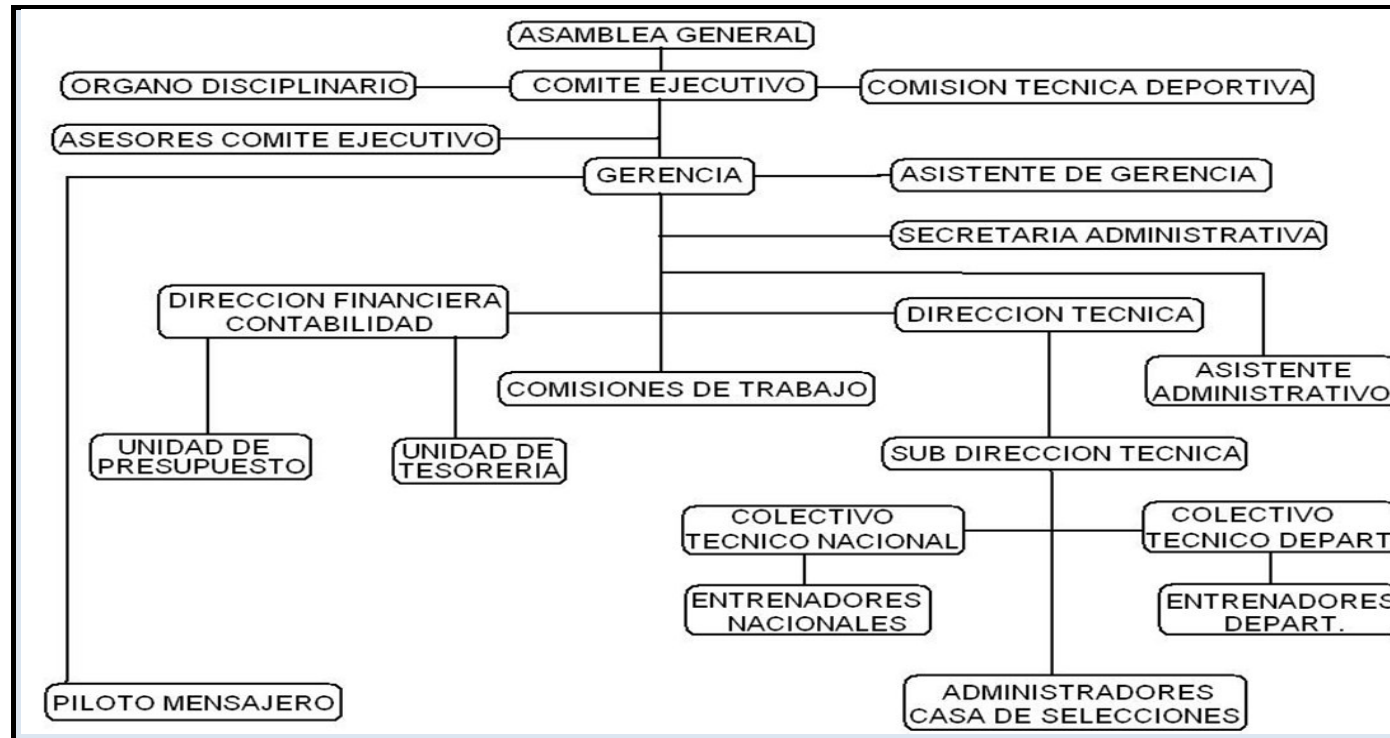 ASAMBLEA GENERAL
ORGANO DISCIPLINARIO
COMITE EJECUTIVO
COMISION TECNICA DEPORTIVA
ASESORES COMITE EJECUTIVO
GERENCIA
ASISTENTE DE GERENCIA
SECRETARIA ADMINISTRATIVA
DIRECCION FINANCIERA
CONTABILIDAD
DIRECCION TECNICA
COMISIONES DE TRABAJO
ASISTENTE
ADMINISTRATIVO
UNIDAD DE
PRESUPUESTO
UNIDAD DE
TESORERIA
SUB DIRECCION TECNICA
COLECTIVO
TECNICO NACIONAL
COLECTIVO
TECNICO DEPART
ENTRENADORES
NACIONALES
ENTRENADORES
DEPART.
PILOTO MENSAJERO
ADMINISTRADORES
CASA DE SELECCIONES